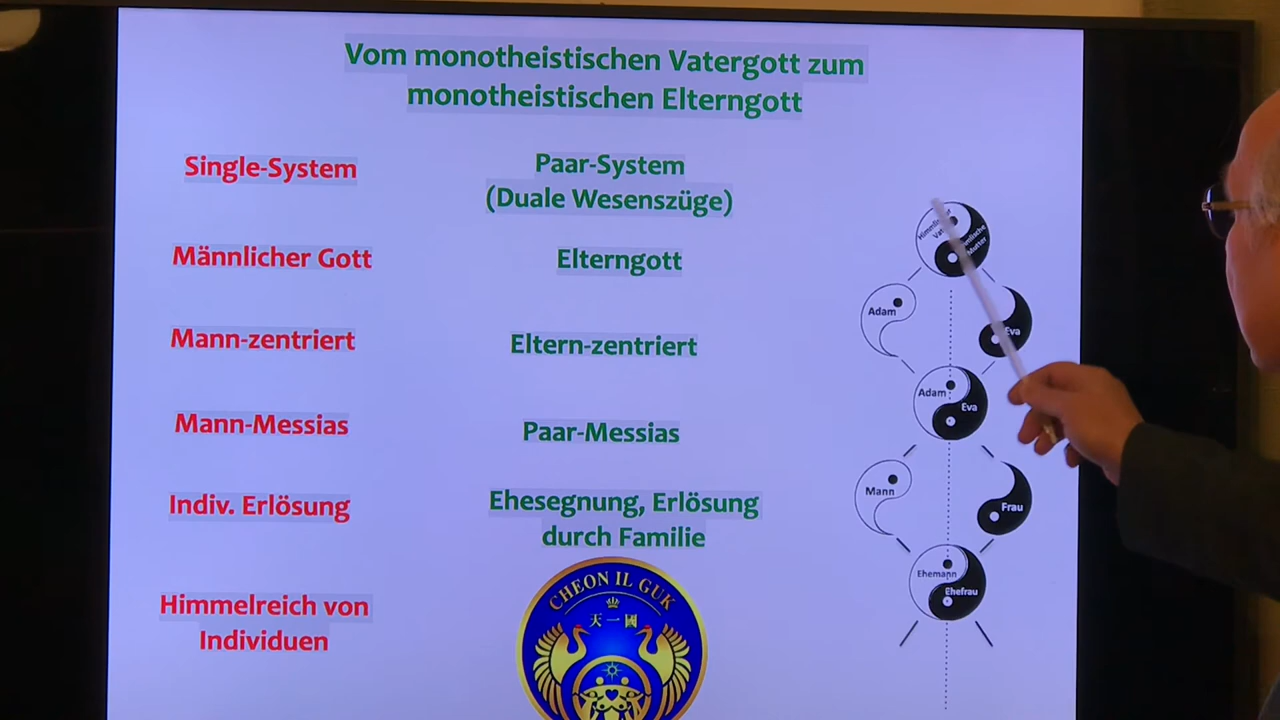 Vom monotheistischen Vatergott zum
monotheistischen Elterngott
Single-System
Paar-System
(Duale Wesenszüge)
Männlicher Gott
Elterngott
Mann-zentriert
Eltern-zentriert
Mann-Messias
Paar-Messias
Indiv. Erlösung
Ehesegnung, Erlösung
durch Familie
Himmelreich von
Individuen
CHEON IL GUK
天一國
Adam
Eva
Adam
Eva
Mann
Frau
Ehemann
Ehefrau